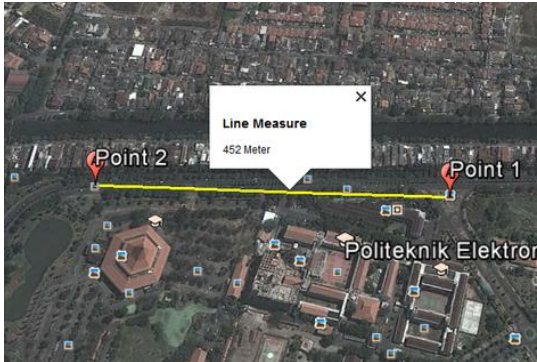 Line Measure
452 Meter
Point 2
Point 1
Politeknik Elektron